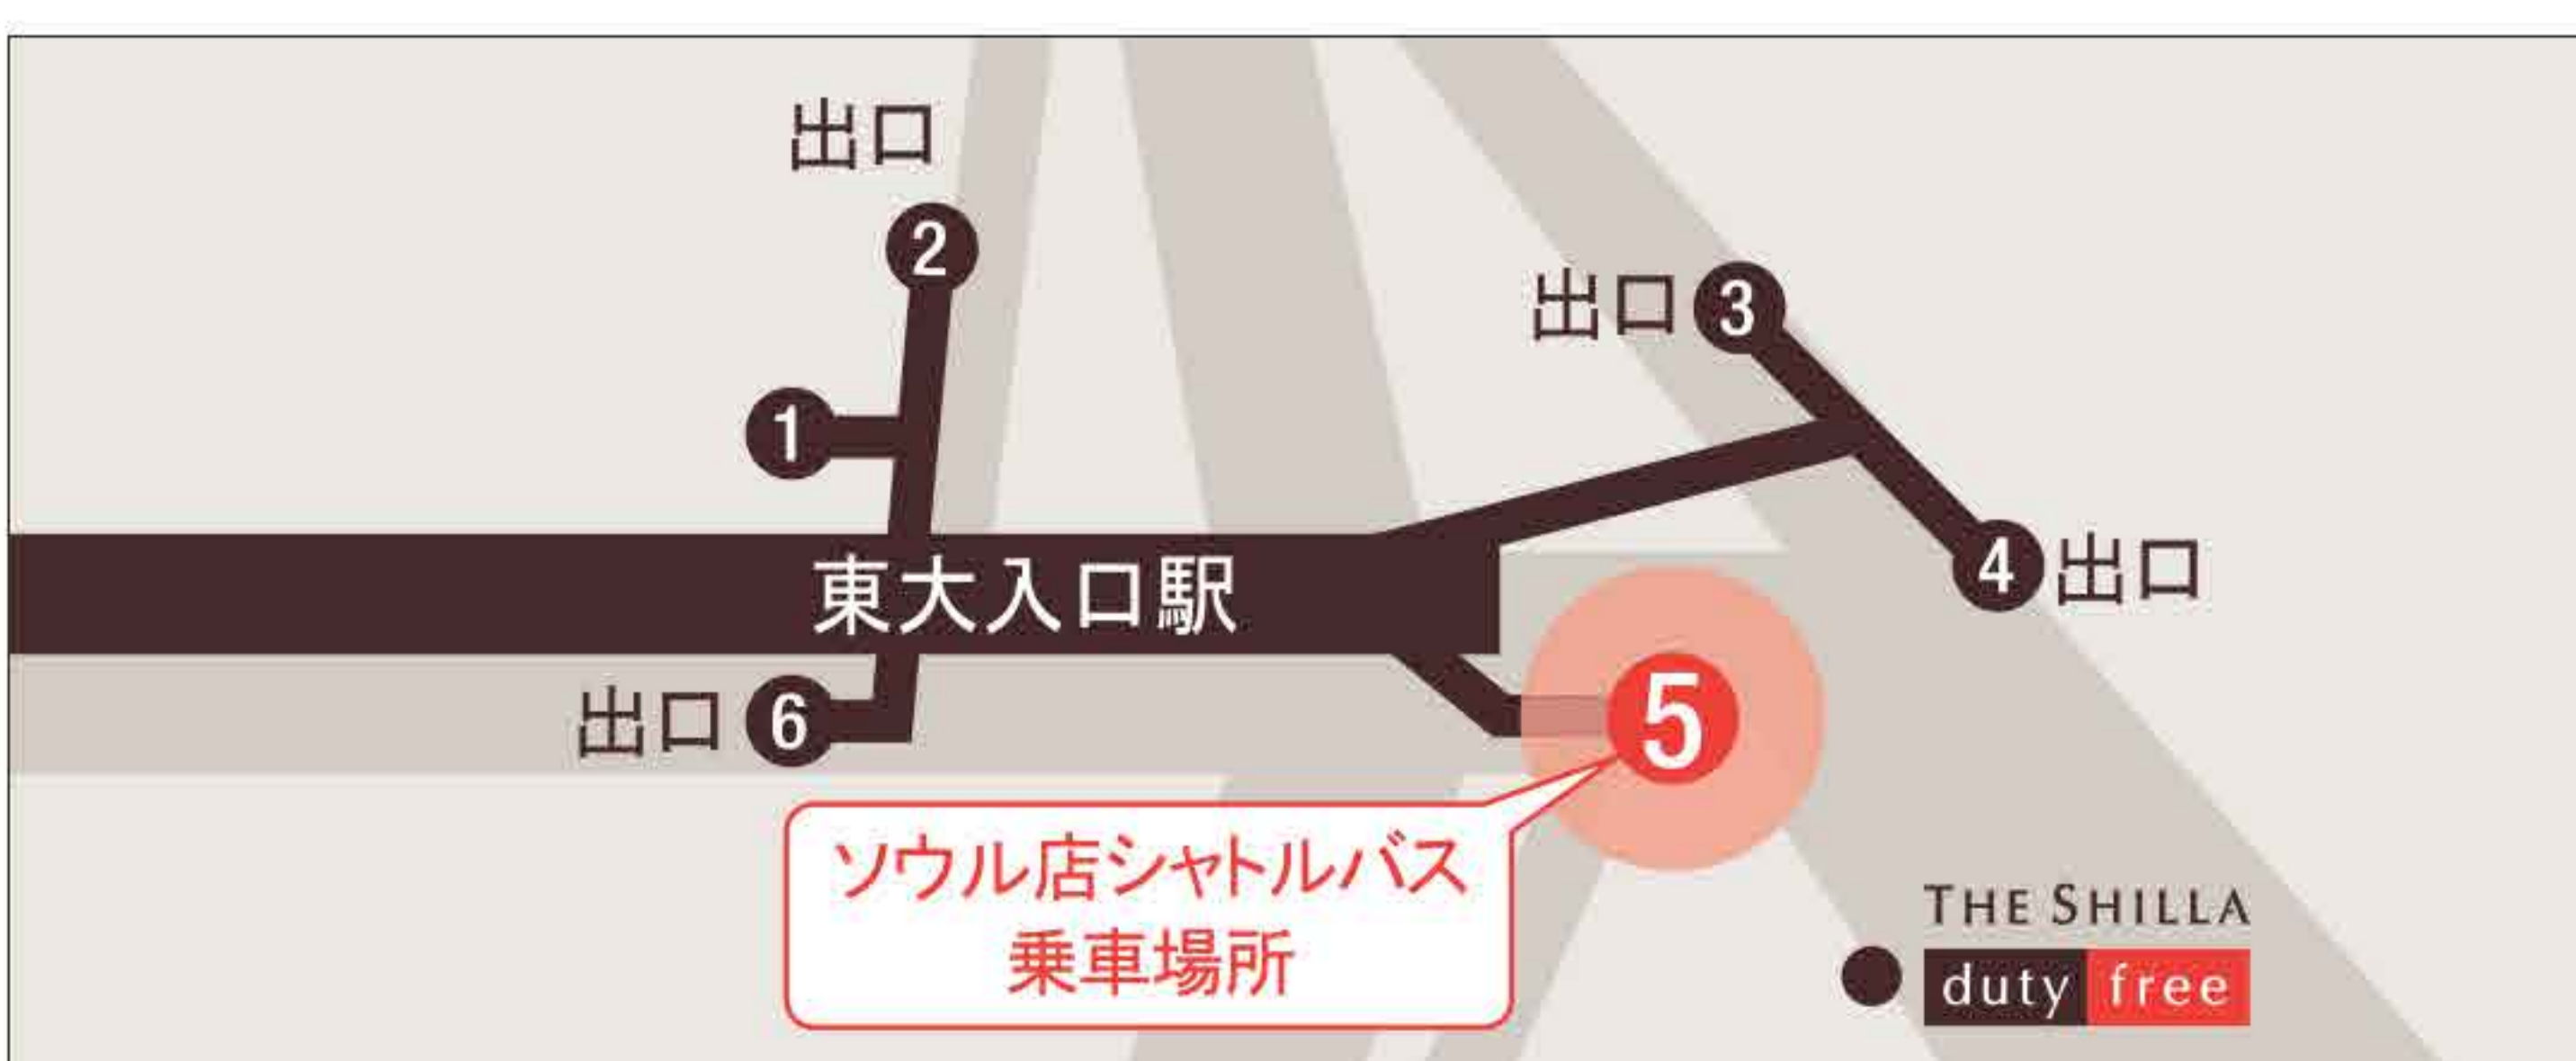 出口
2
出口 3
1
東大入口駅
4 出口
出口 6
5
ソウル店シャトルバス
乗車場所
THE SHILLA
duty free